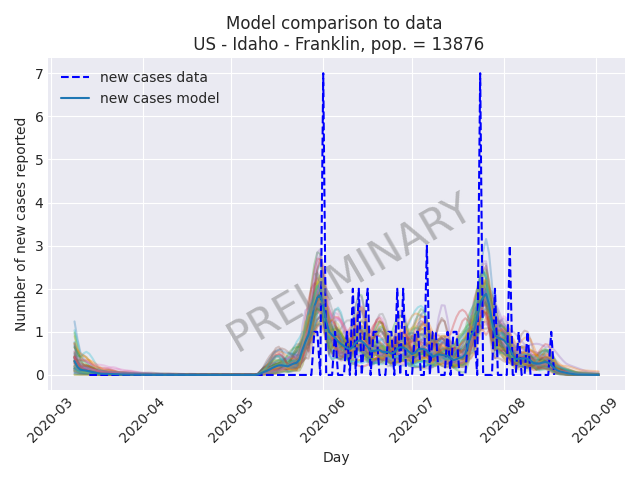 Model comparison to data
US - Idaho - Franklin, pop. = 13876
new cases data
new cases model
7
6
5
4
3
2
1
0
Number of new cases reported
PRELIMINARY
2020-03
2020-04
2020-05
2020-06
2020-07
2020-08
2020-09
Day